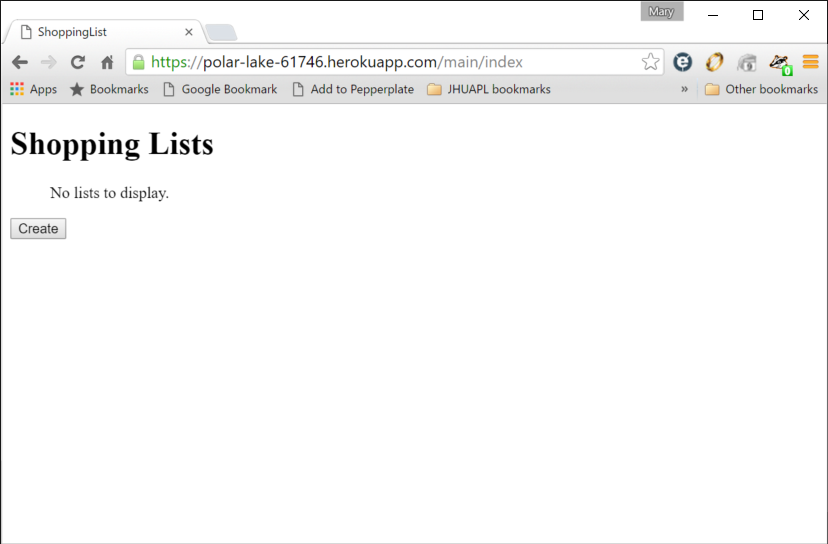 Mary
ShoppingList
https://polar-lake-61746.herokuapp.com/main/index
Apps Bookmarks Google Bookmark Add to Pepperplate JHUAPL bookmarks » Other bookmarks
Shopping Lists
No lists to display.
Create